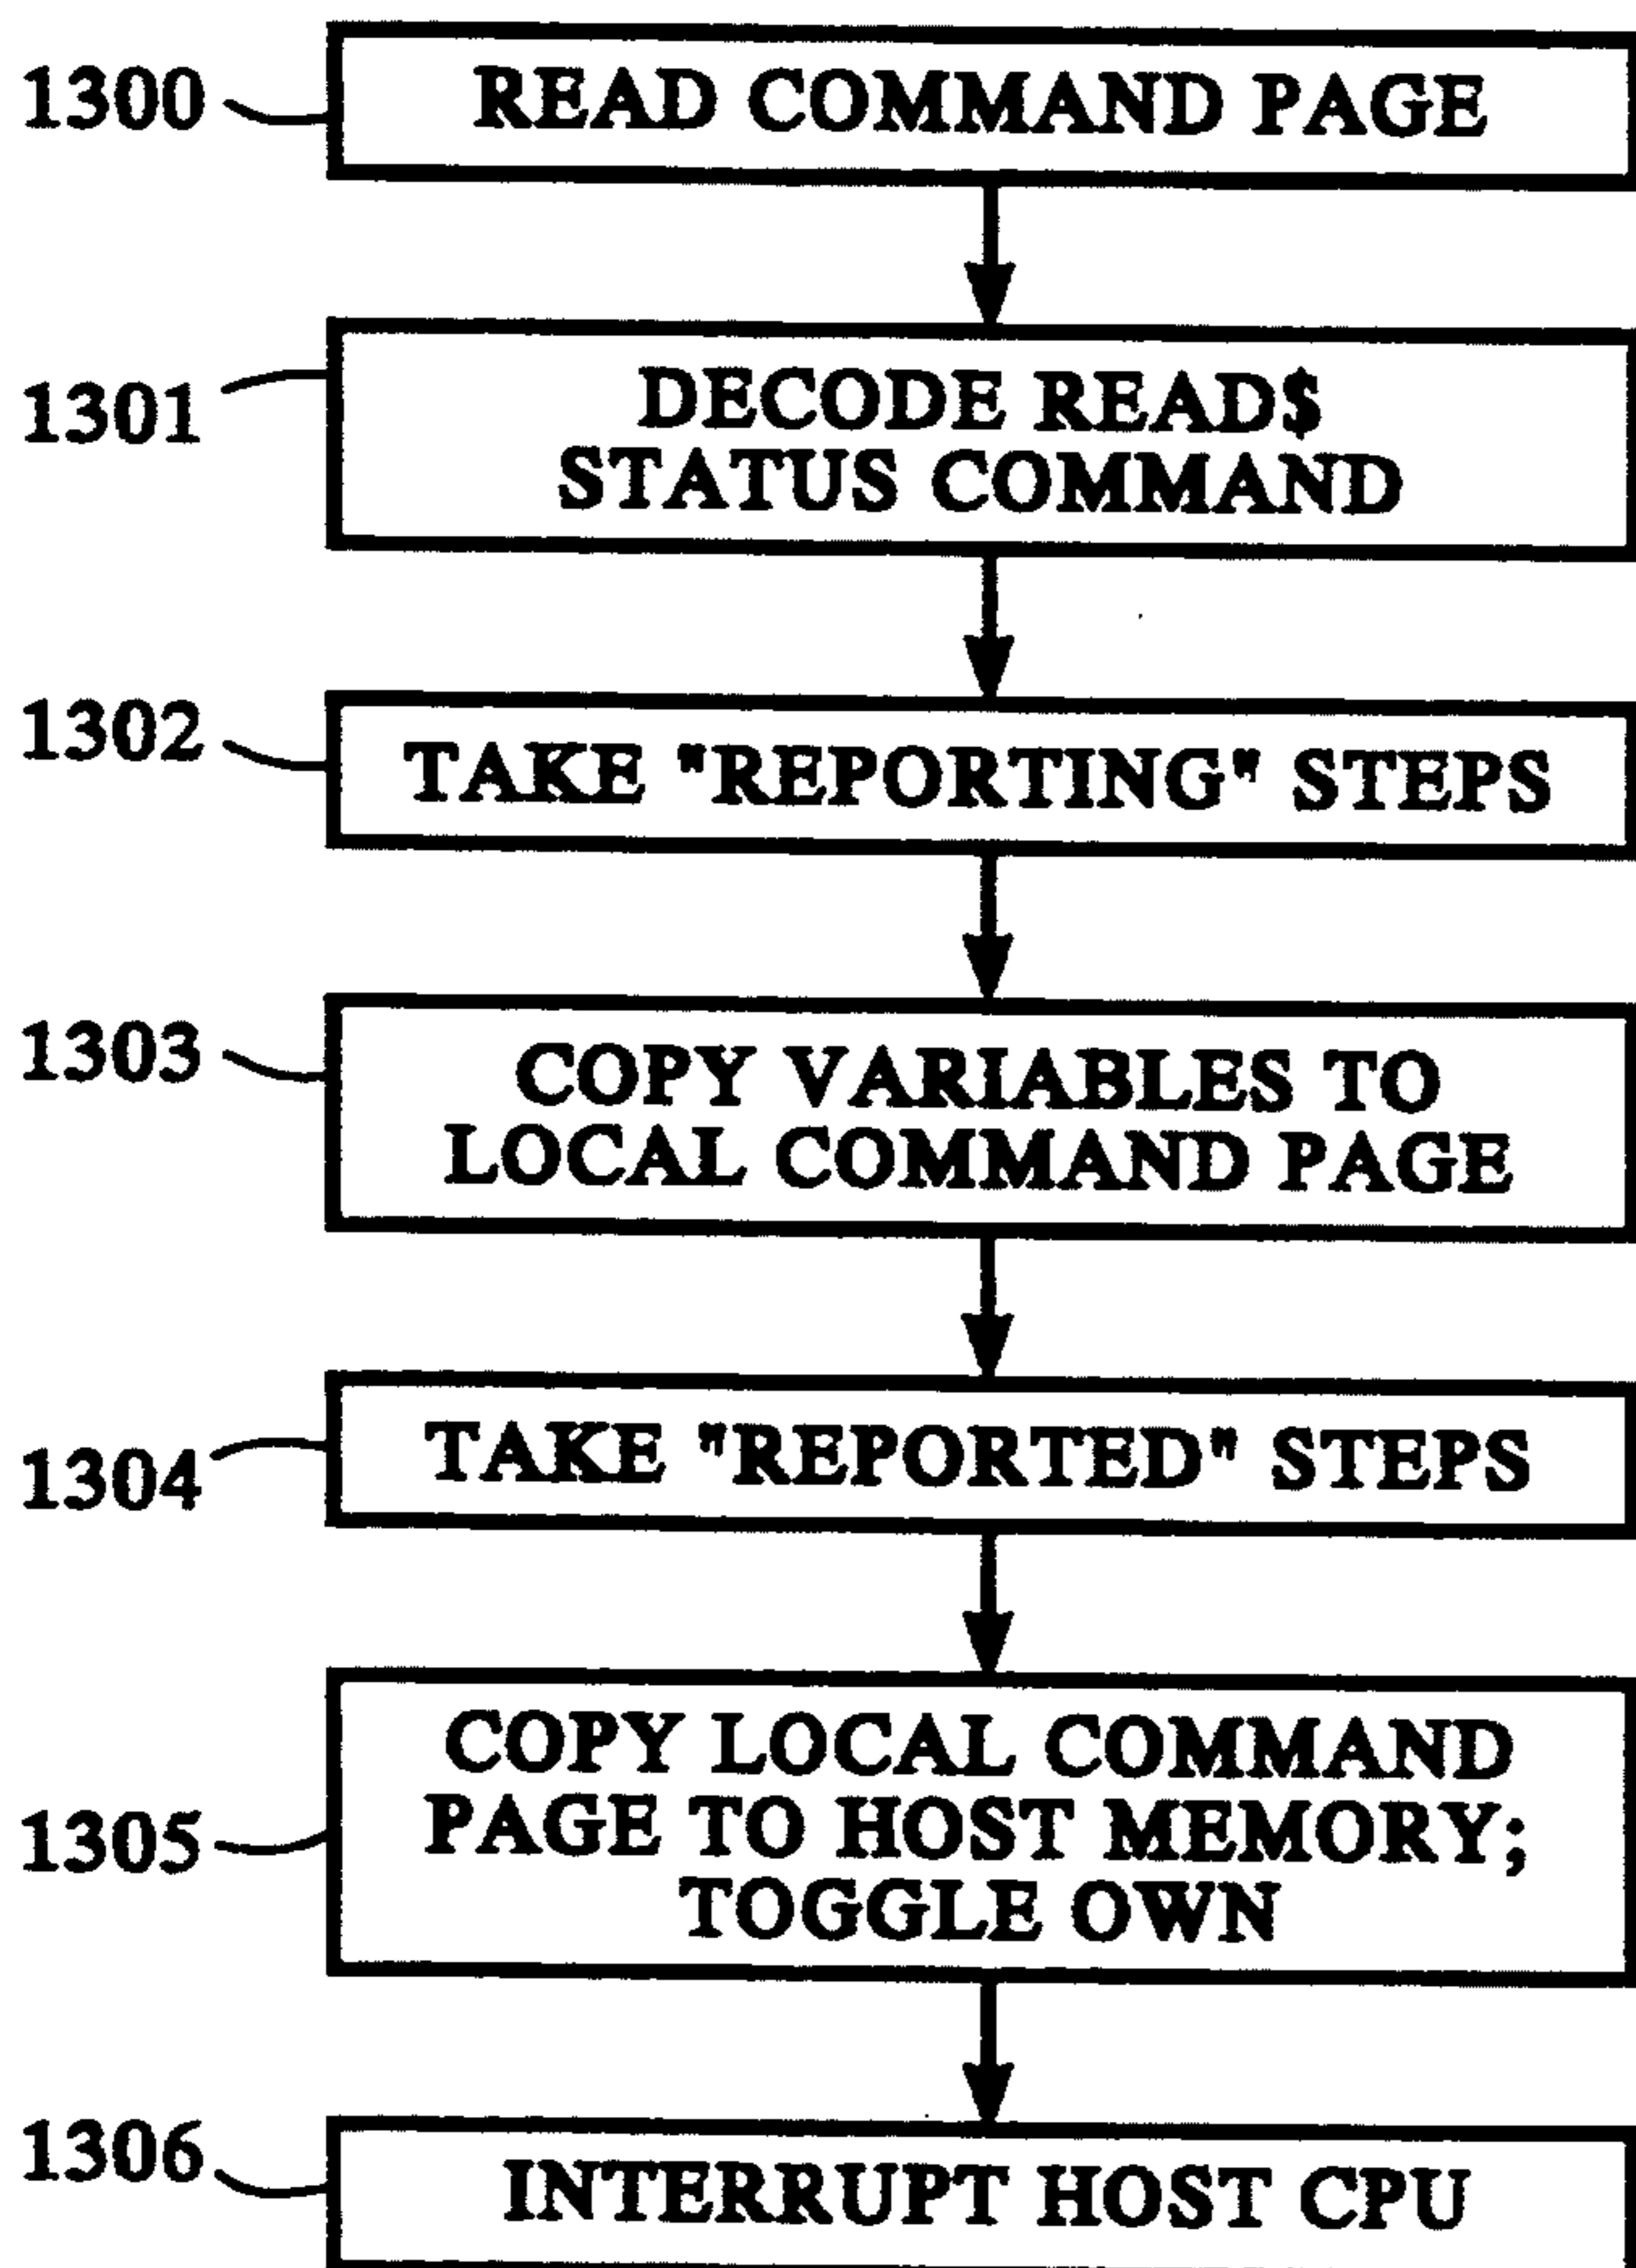 1300
READ COMMAND PAGE
1301
DECODE READ$
STATUS COMMAND
1302
TAKE "REPORTING" STEPS
1303
COPY VARIABLES TO
LOCAL COMMAND PAGE
1304
TAKE "REPORTED" STEPS
1305
COPY LOCAL COMMAND
PAGE TO HOST MEMORY;
TOGGLE OWN
1306
INTERRUPT HOST CPU